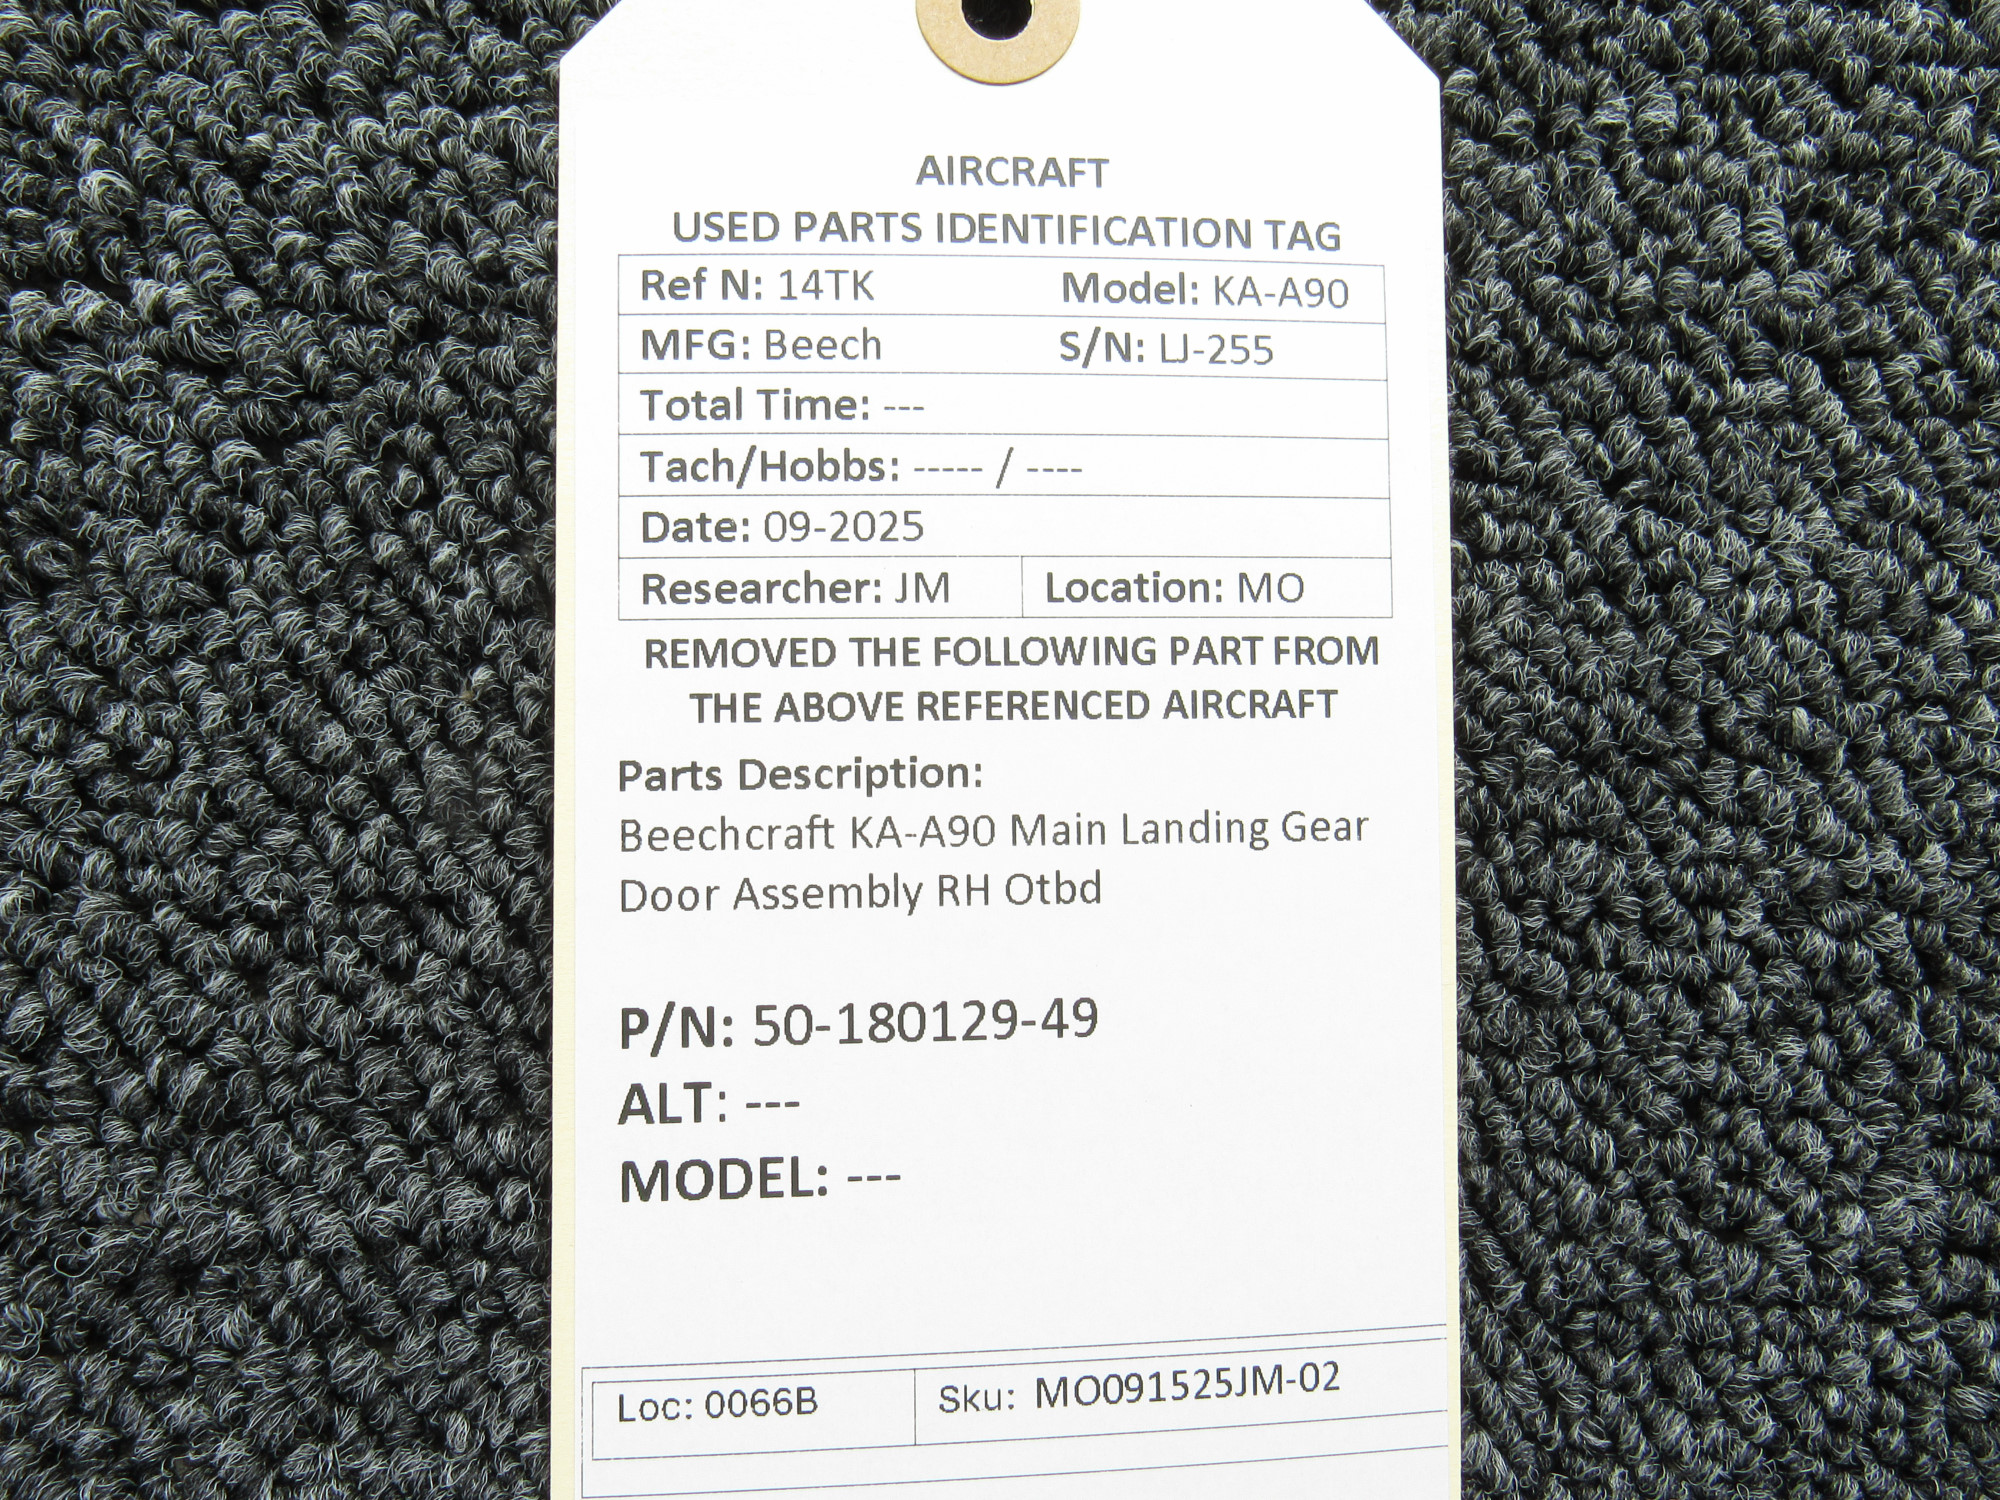 AIRCRAFT
USED PARTS IDENTIFICATION TAG
Ref N: 14TK Model: KA-A90
MFG: Beech S/N: LJ-255
Total Time: ---
Tach/Hobbs: ----- / ----
Date: 09-2025
Researcher: JM Location: MO
REMOVED THE FOLLOWING PART FROM
THE ABOVE REFERENCED AIRCRAFT
Parts Description:
Beechcraft KA-A90 Main Landing Gear
Door Assembly RH Otbd
P/N: 50-180129-49
ALT: ---
MODEL: ---
Loc: 0066B Sku: MO091525JM-02